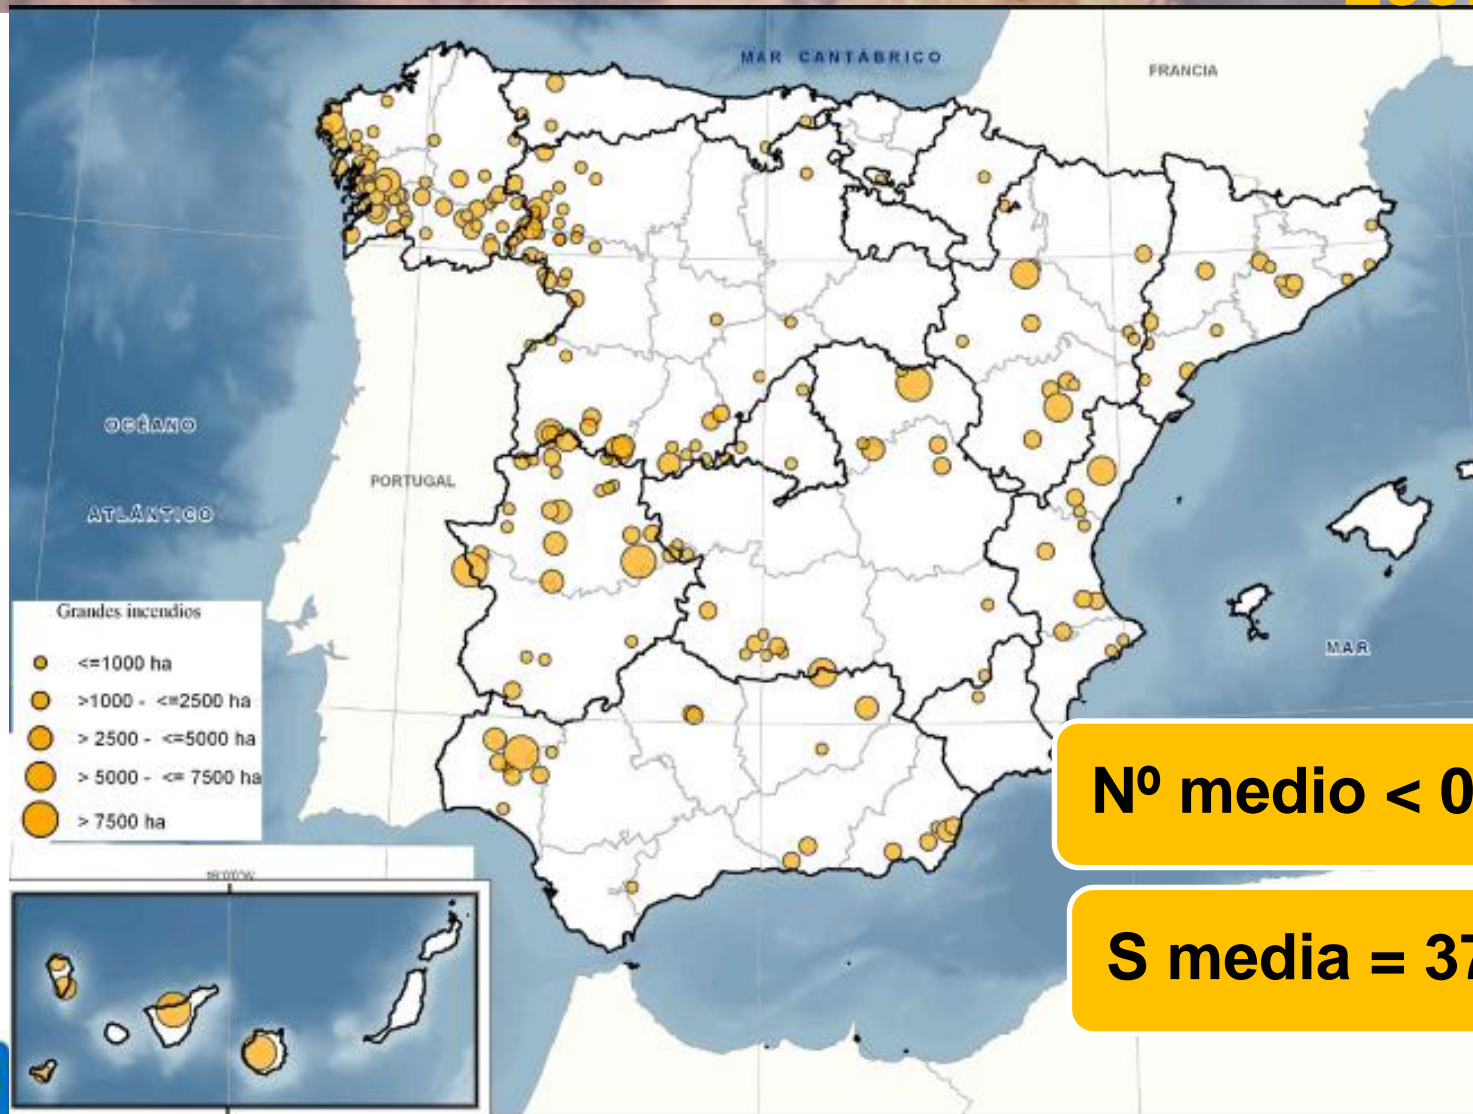 MAR CANTÁBRICO
FRANCIA
OCÉANO
ATLÁNTICO
PORTUGAL
MAR
Grandes incendios
<=1000 ha
>1000 - <=2500 ha
> 2500 - <=5000 ha
> 5000 - <= 7500 ha
> 7500 ha
Nº medio < 0
S media = 37